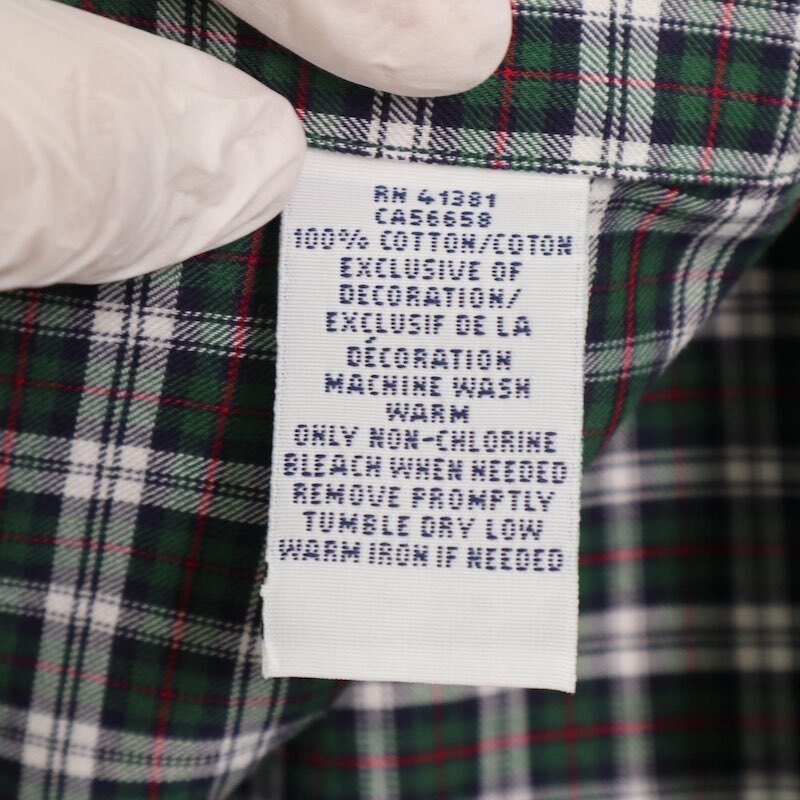 RN 41381
CA56658
100% COTTON/COTON
EXCLUSIVE OF
DECORATION/
EXCLUSIF DE LA
DÉCORATION
MACHINE WASH
WARM
ONLY NON-CHLORINE
BLEACH WHEN NEEDED
REMOVE PROMPTLY
TUMBLE DRY LOW
WARM IRON IF NEEDED